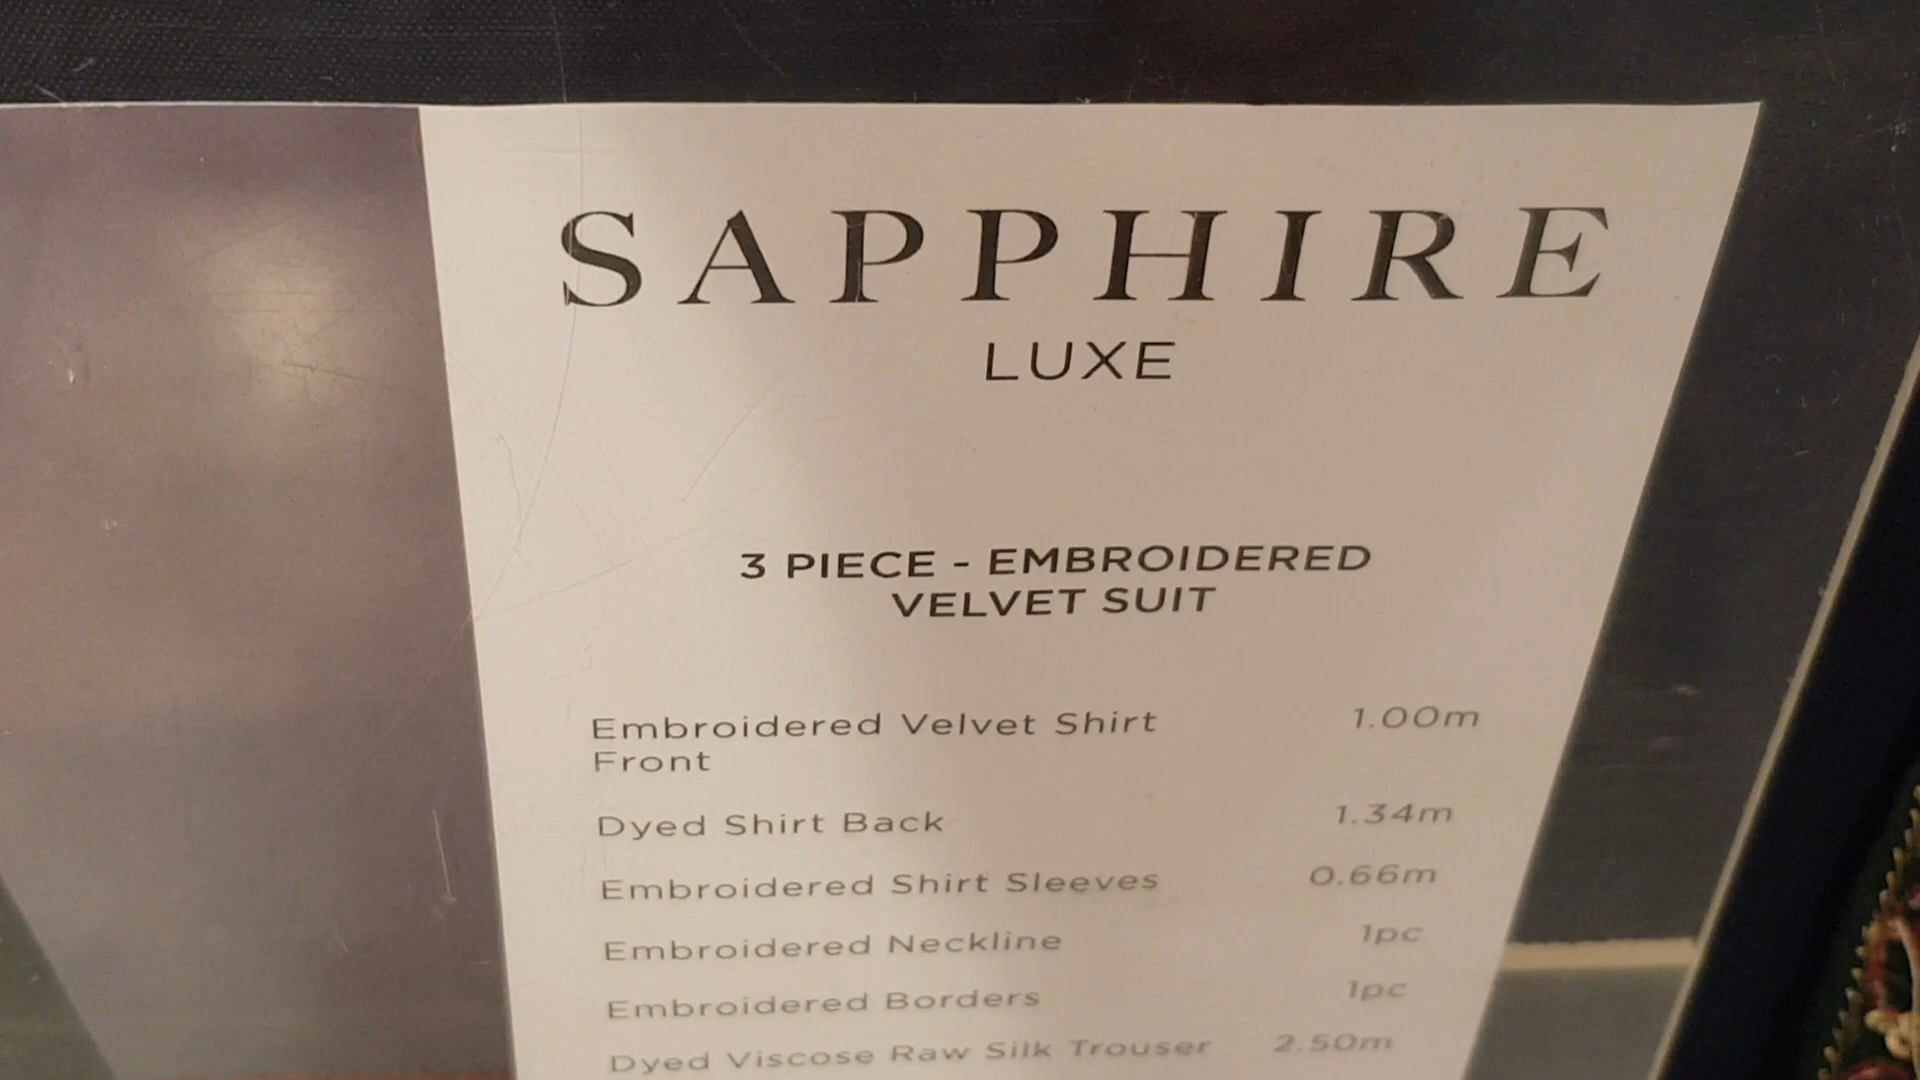 SAPPHIRE
LUXE
3 PIECE - EMBROIDERED
VELVET SUIT
Embroidered Velvet Shirt 1.00m
Front
Dyed Shirt Back 1.34m
Embroidered Shirt Sleeves 0.66m
Embroidered Neckline 1pc
Embroidered Borders 1pc
Dyed Viscose Raw Silk Trouser 2.50m